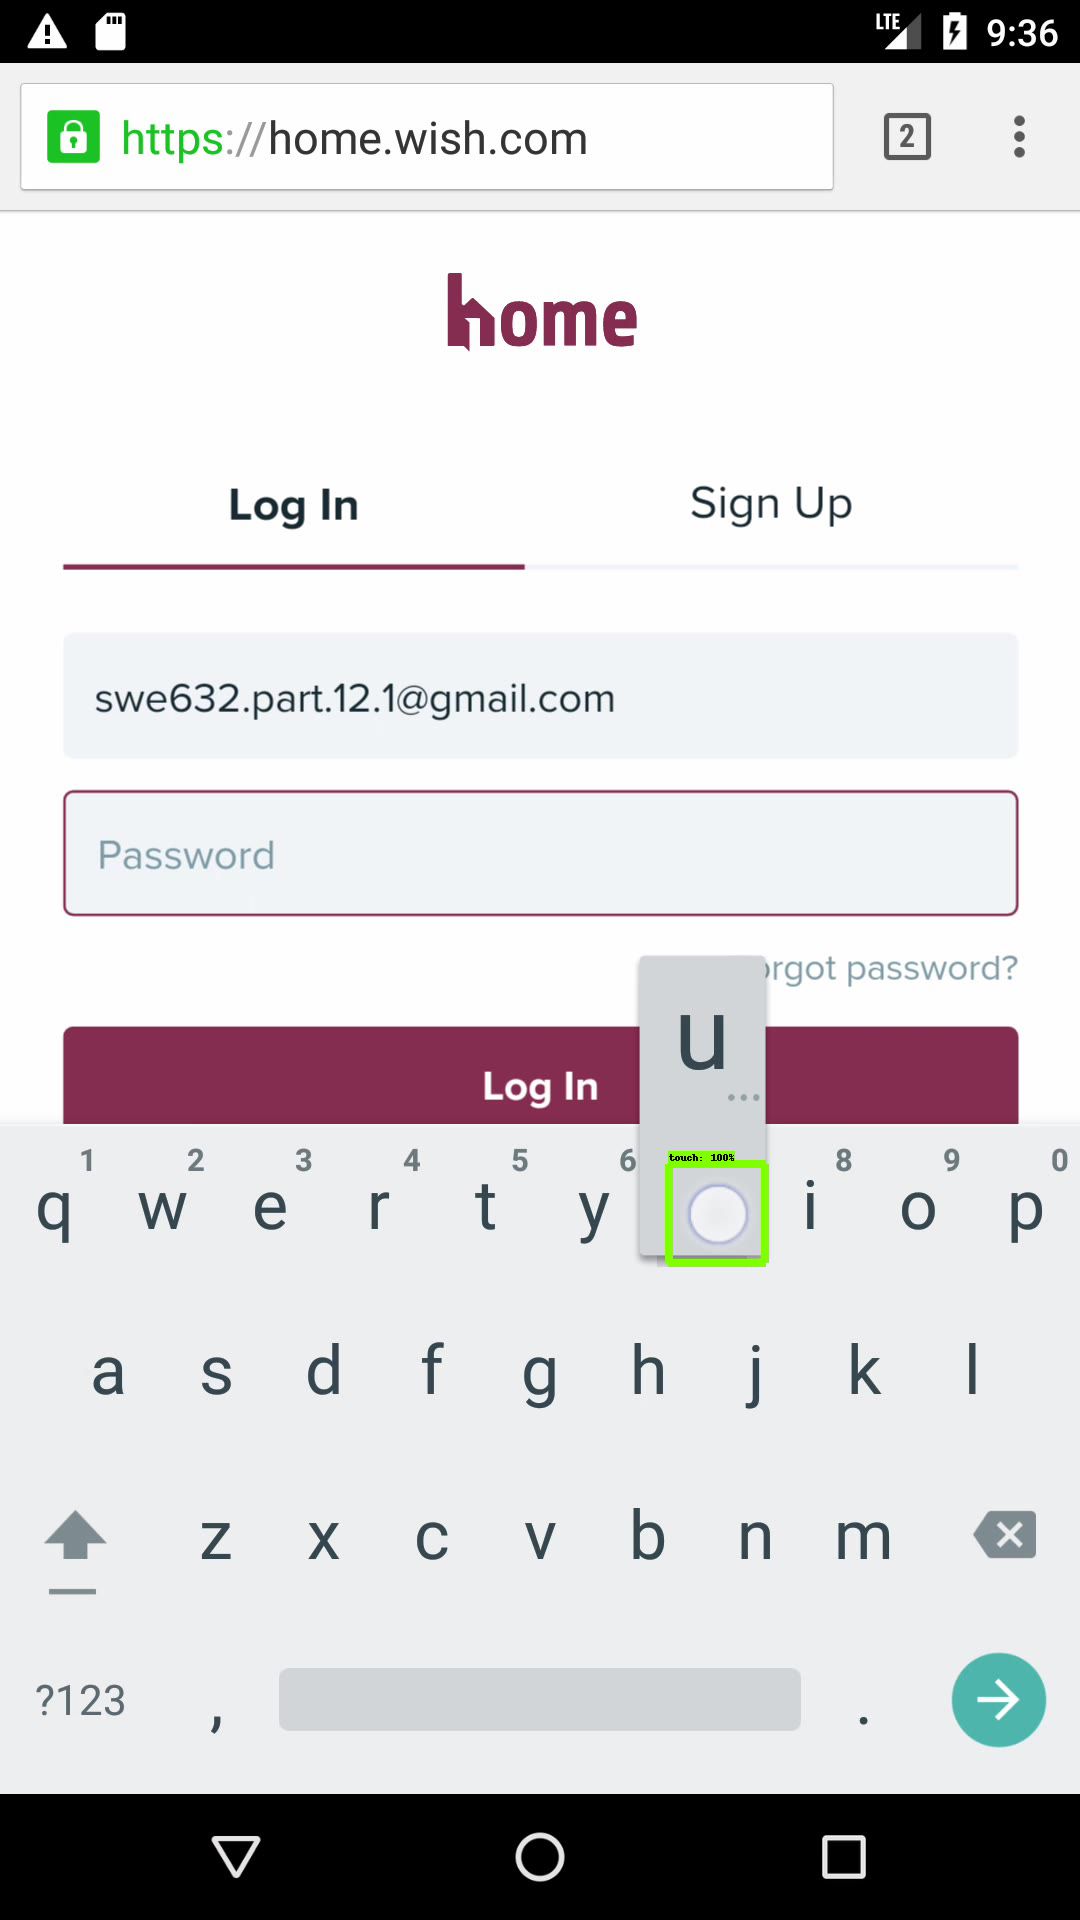 LTE 9:36
https://home.wish.com 2
home
Log In Sign Up
swe632.part.12.1@gmail.com
Password
rgot password?
u
Log In
...
touch: 100%
1 2 3 4 5 6 8 9 0
q w e r t y i o p
a s d f g h j k l
z x c v b n m
?123 , .